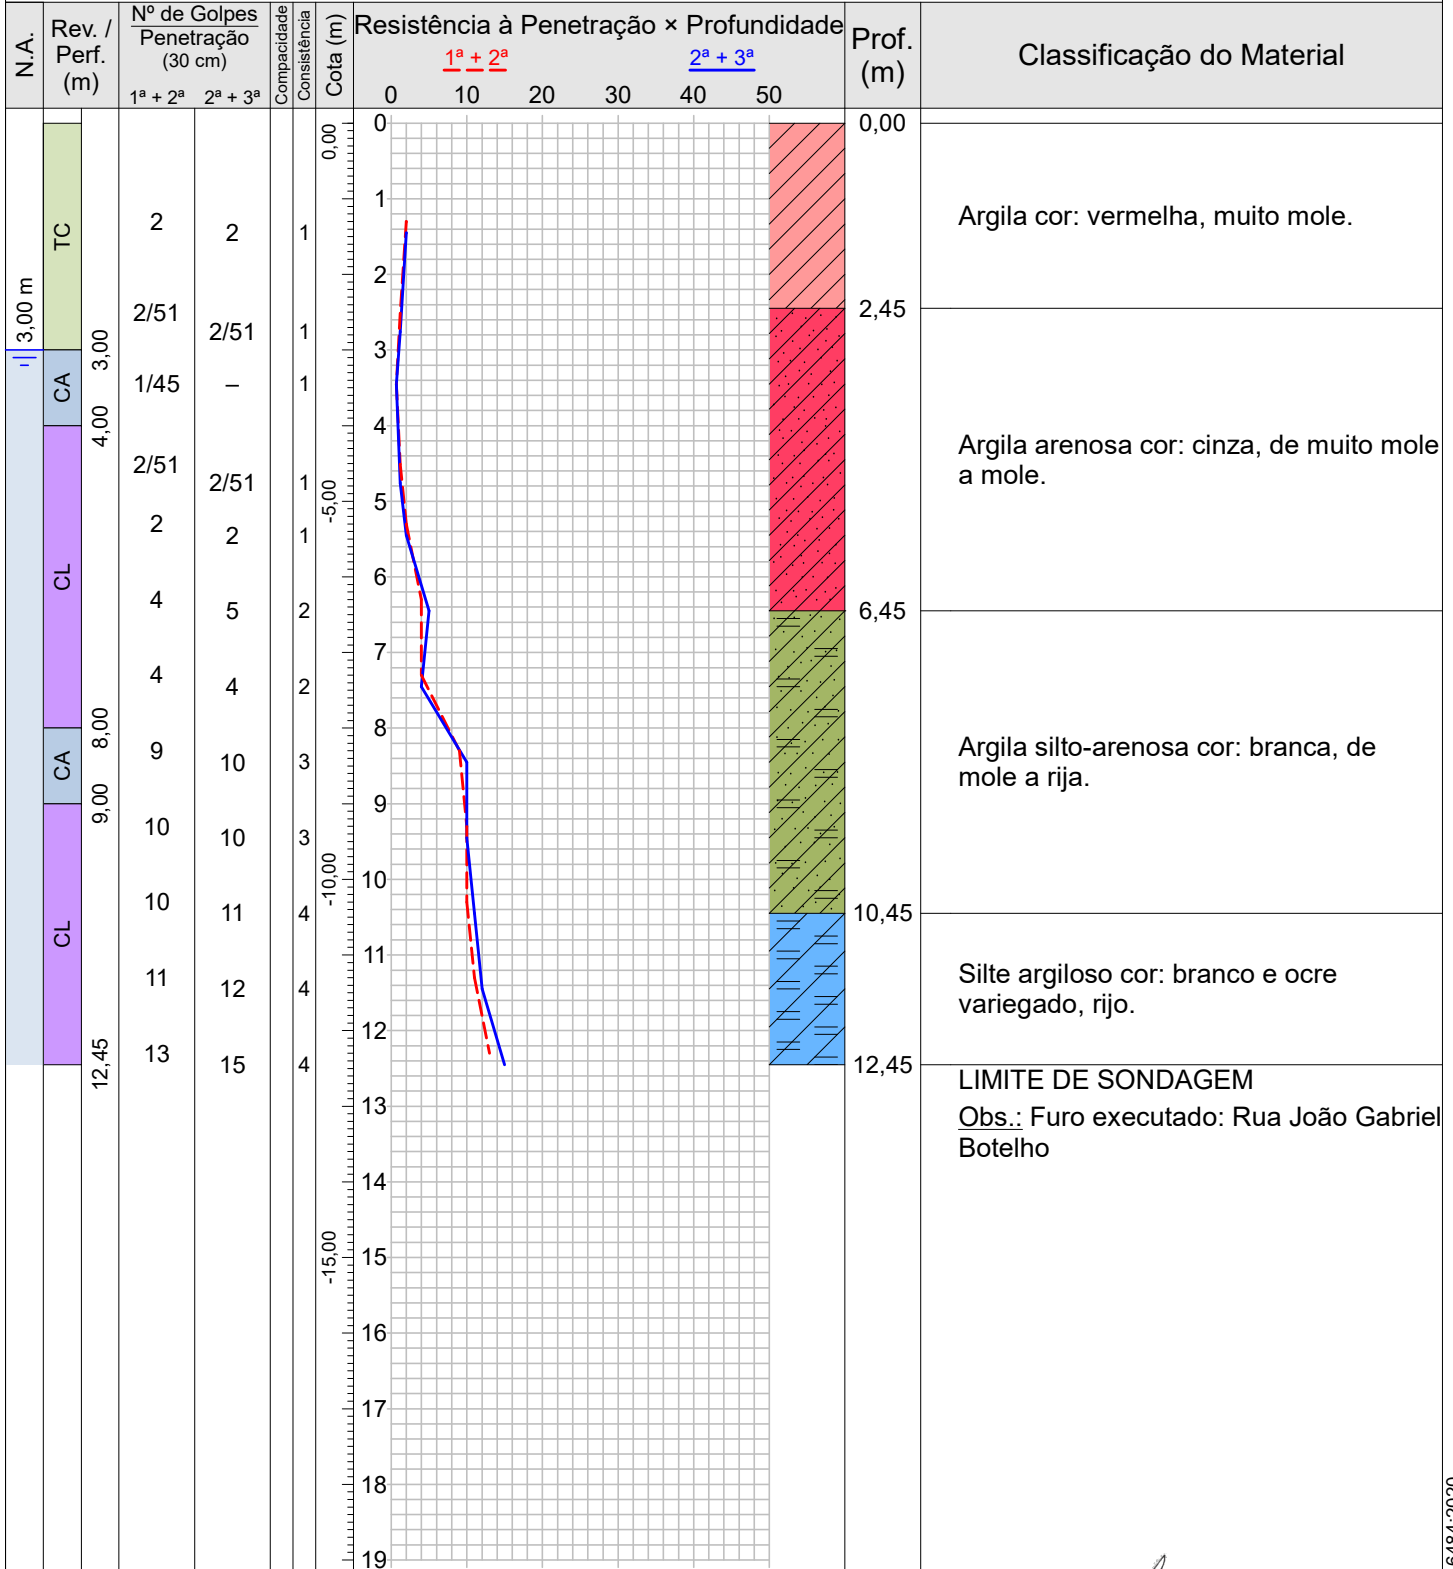 N.A.
Rev. /
Perf.
(m)
Nº de Golpes
Penetração
(30 cm)
1ª + 2ª
2ª + 3ª
Compacidade
Consistência
Cota (m)
Resistência à Penetração × Profundidade
1ª + 2ª
2ª + 3ª
0 10 20 30 40 50
Prof.
(m)
Classificação do Material
3,00 m
TC
3,00
CA
4,00
CL
8,00
CA
9,00
CL
12,45
2 2 1
2/51 2/51 1
1/45 – 1
2/51 2/51 1
2 2 1
4 5 2
4 4 2
9 10 3
10 10 3
10 11 4
11 12 4
13 15 4
0,00
-5,00
-10,00
-15,00
0
1
2
3
4
5
6
7
8
9
10
11
12
13
14
15
16
17
18
19
0,00
Argila cor: vermelha, muito mole.
2,45
Argila arenosa cor: cinza, de muito mole
a mole.
6,45
Argila silto-arenosa cor: branca, de
mole a rija.
10,45
Silte argiloso cor: branco e ocre
variegado, rijo.
12,45
LIMITE DE SONDAGEM
Obs.: Furo executado: Rua João Gabriel
Botelho
6484:2020